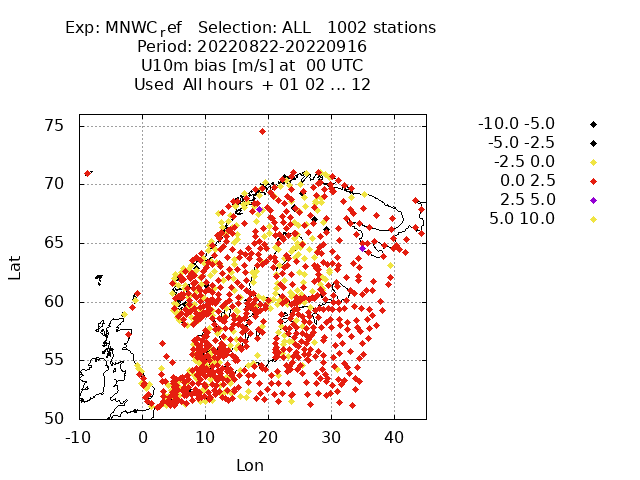 Exp: MNWC_ref   Selection: ALL   1002 stations
Period: 20220822-20220916
U10m bias [m/s] at  00 UTC
Used  All hours  + 01 02 ... 12
-10.0 -5.0
-5.0 -2.5
-2.5 0.0
0.0 2.5
2.5 5.0
5.0 10.0
75
70
65
60
55
50
Lat
-10 0 10 20 30 40
Lon